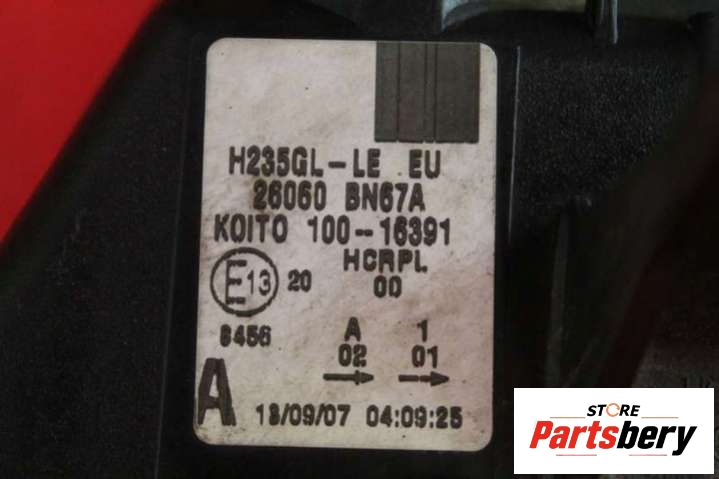 H235GL-LE EU
26060 BN67A
KOITO 100-16391
HCRPL
E13 20 00
8456
A 1
02 01
A 13/09/07 04:09:25
STORE
Partsbery